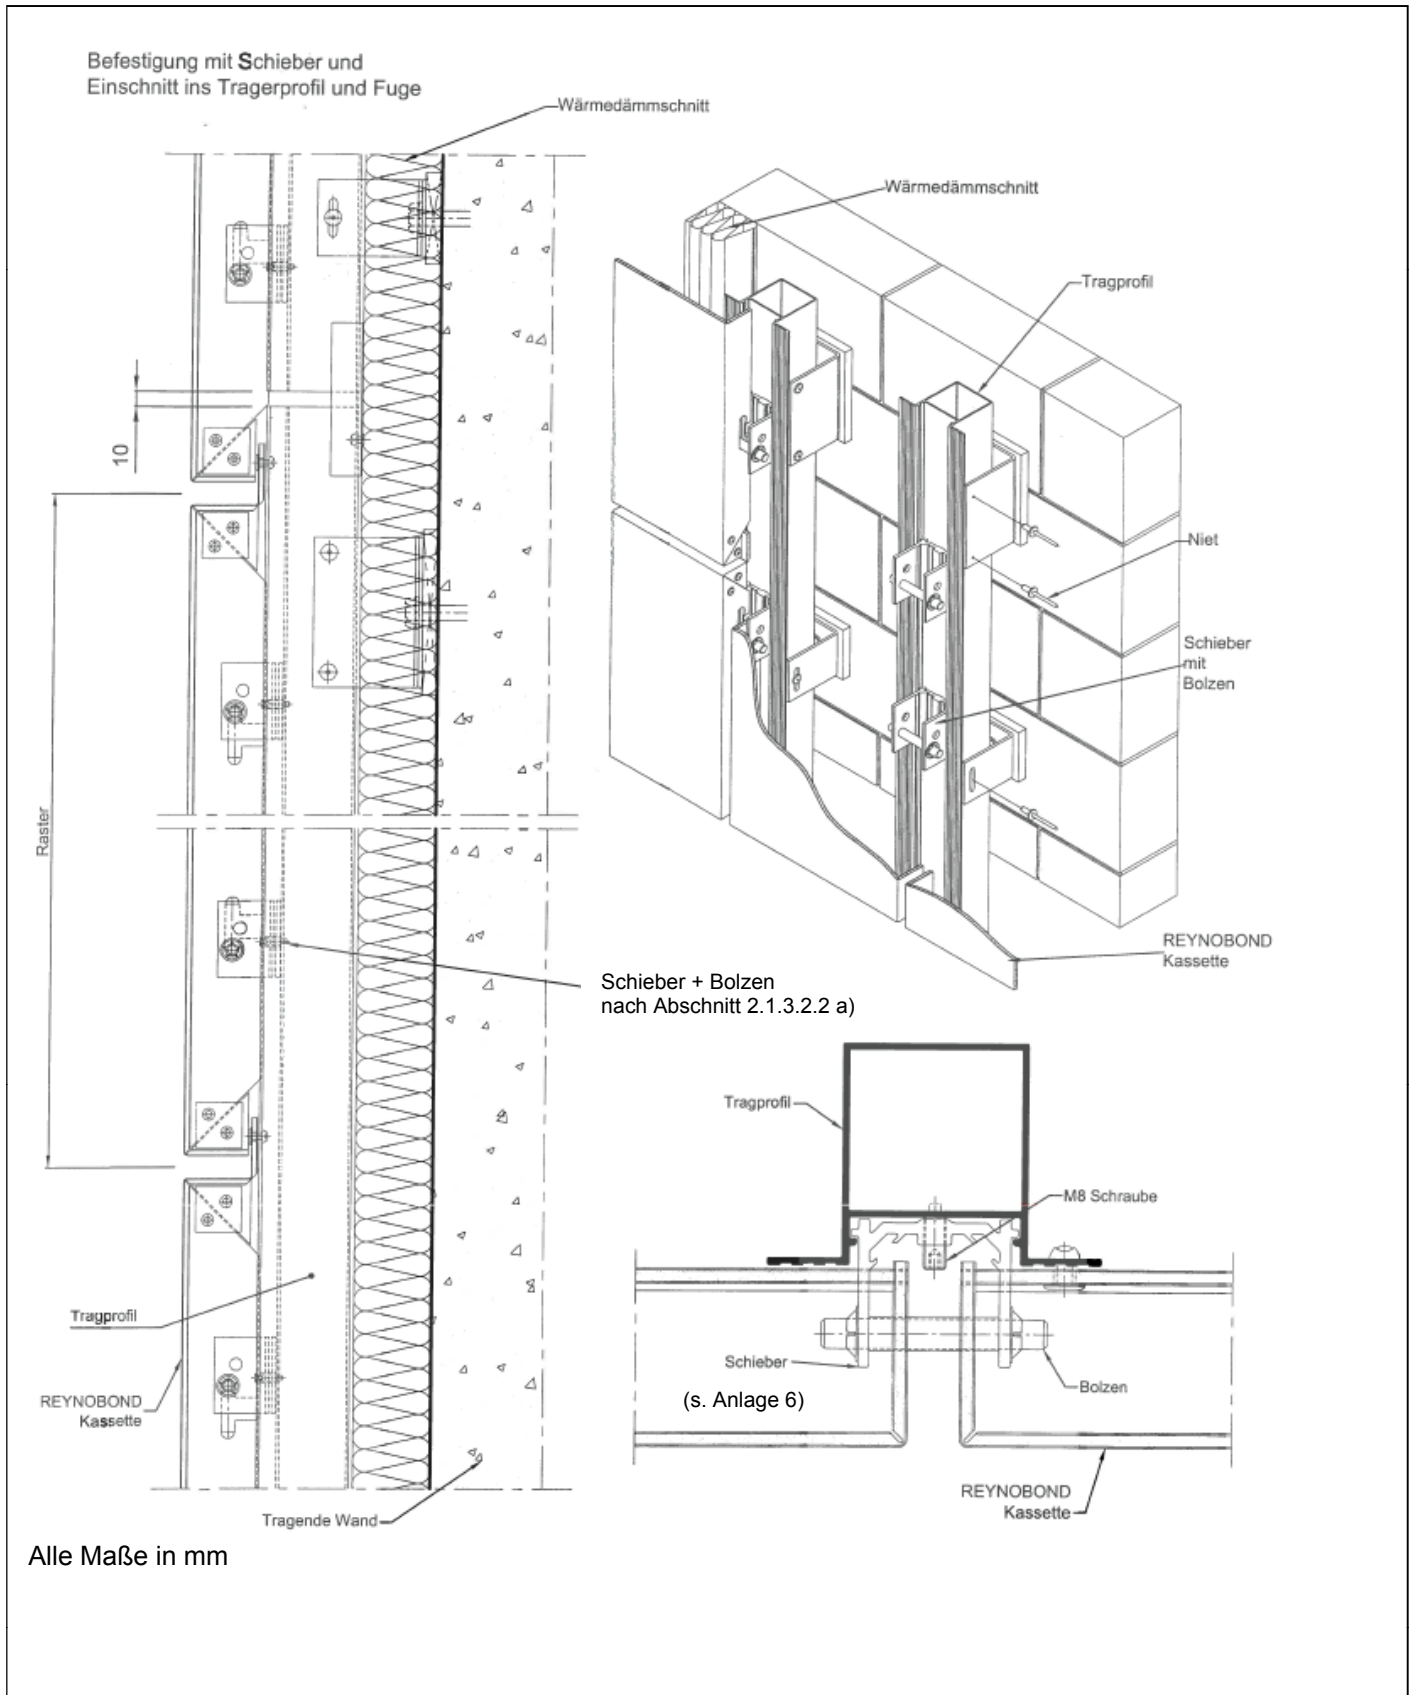 Befestigung mit Schieber und
Einschnitt ins Tragerprofil und Fuge
Wärmedämmschnitt
Wärmedämmschnitt
Tragprofil
10
Niet
Schieber
mit
Bolzen
Raster
REYNOBOND
Kassette
Schieber + Bolzen
nach Abschnitt 2.1.3.2.2 a)
Tragprofil
M8 Schraube
Schieber
Bolzen
(s. Anlage 6)
REYNOBOND
Kassette
Tragprofil
REYNOBOND
Kassette
Tragende Wand
Alle Maße in mm